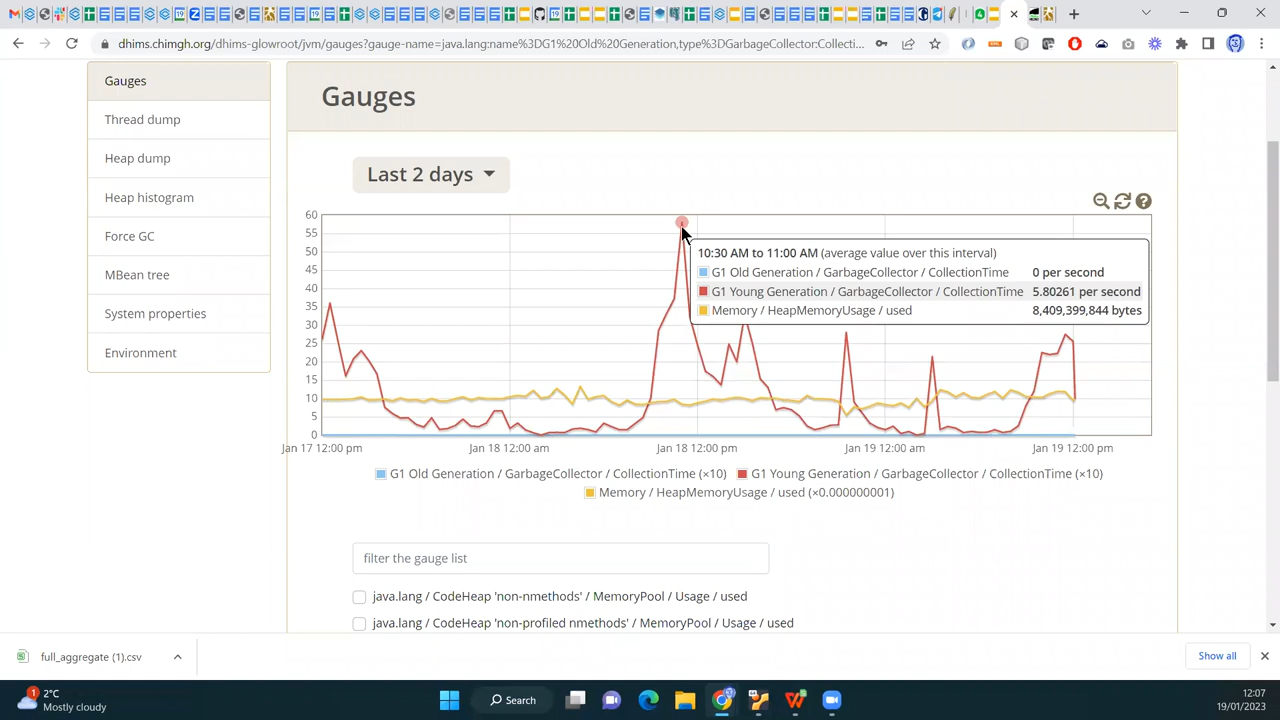 dhims.chimgh.org/dhims-glowroot/jvm/gauges?gauge-name=java.lang:name%3DG1%20Old%20Generation,type%3DGarbageCollector:Collecti...
Gauges
Thread dump
Heap dump
Heap histogram
Force GC
MBean tree
System properties
Environment
Gauges
Last 2 days
60
55
50
45
40
35
30
25
20
15
10
5
0
10:30 AM to 11:00 AM (average value over this interval)
G1 Old Generation / GarbageCollector / CollectionTime 0 per second
G1 Young Generation / GarbageCollector / CollectionTime 5.80261 per second
Memory / HeapMemoryUsage / used 8,409,399,844 bytes
Jan 17 12:00 pm Jan 18 12:00 am Jan 18 12:00 pm Jan 19 12:00 am Jan 19 12:00 pm
G1 Old Generation / GarbageCollector / CollectionTime (×10) G1 Young Generation / GarbageCollector / CollectionTime (×10)
Memory / HeapMemoryUsage / used (×0.000000001)
filter the gauge list
java.lang / CodeHeap 'non-nmethods' / MemoryPool / Usage / used
java.lang / CodeHeap 'non-profiled nmethods' / MemoryPool / Usage / used
full_aggregate (1).csv
Show all
1
2°C
Mostly cloudy
Search
12:07
19/01/2023